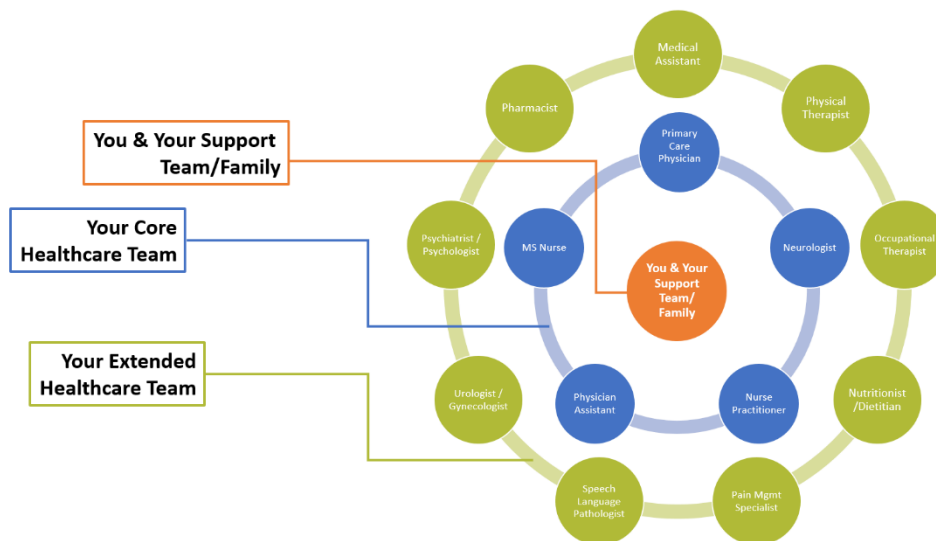 You & Your Support
Team/Family
Your Core
Healthcare Team
Your Extended
Healthcare Team
Medical
Assistant
Physical
Therapist
Occupational
Therapist
Nutritionist
/Dietitian
Pain Mgmt
Specialist
Speech
Language
Pathologist
Urologist /
Gynecologist
Psychiatrist /
Psychologist
Pharmacist
Primary
Care
Physician
Neurologist
Nurse
Practitioner
Physician
Assistant
MS Nurse
You & Your
Support
Team/
Family